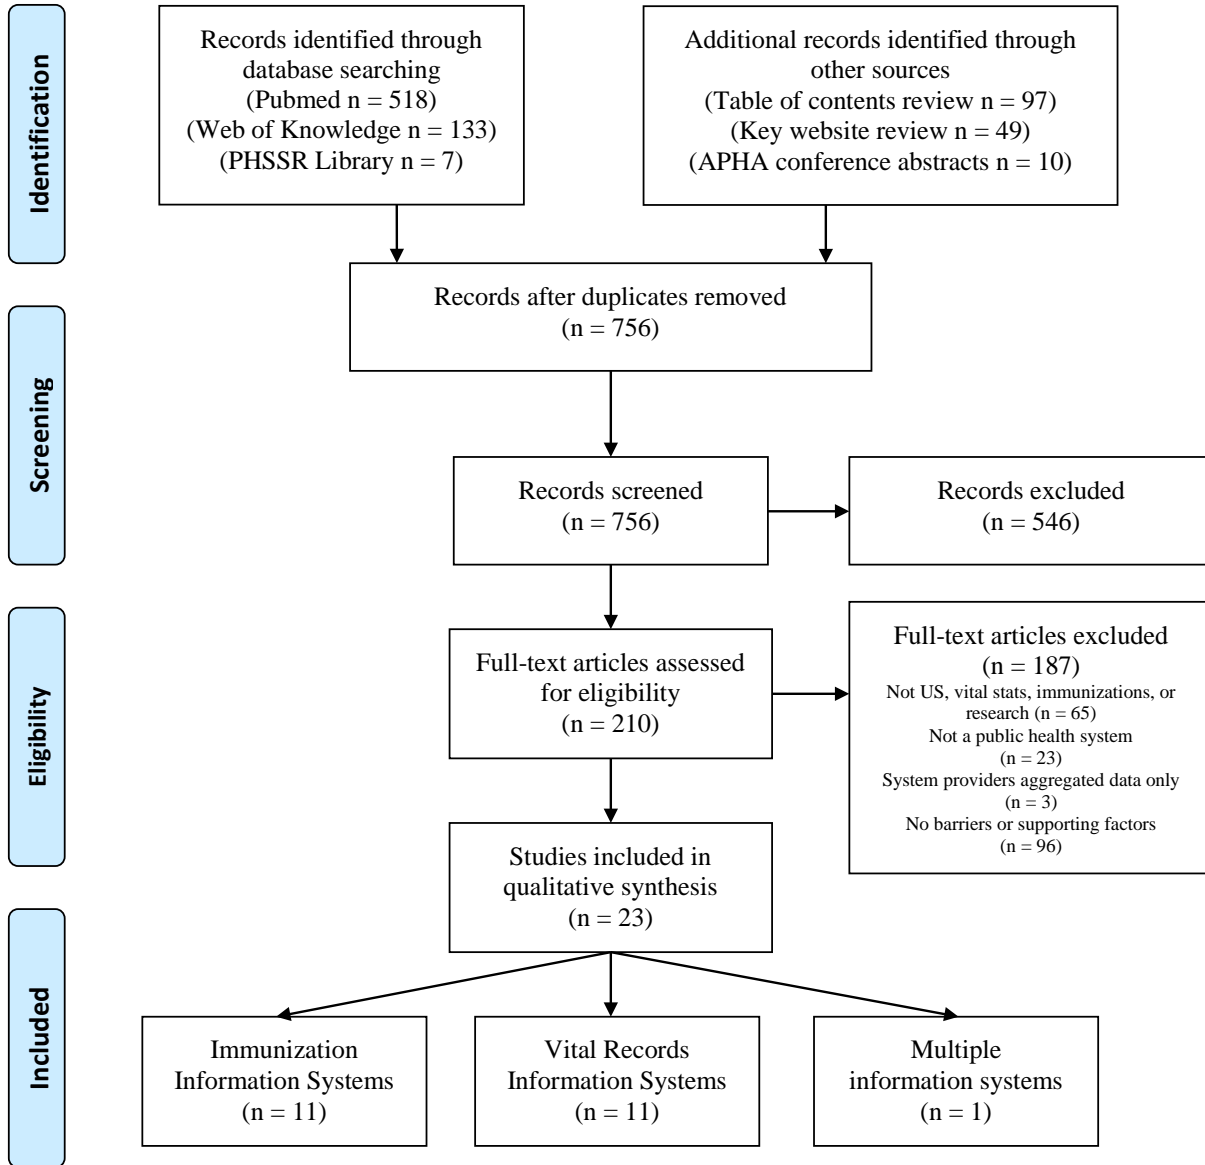 Identification
Records identified through
database searching
(Pubmed n = 518)
(Web of Knowledge n = 133)
(PHSSR Library n = 7)
Additional records identified through
other sources
(Table of contents review n = 97)
(Key website review n = 49)
(APHA conference abstracts n = 10)
Records after duplicates removed
(n = 756)
Screening
Records screened
(n = 756)
Records excluded
(n = 546)
Eligibility
Full-text articles assessed
for eligibility
(n = 210)
Full-text articles excluded
(n = 187)
Not US, vital stats, immunizations, or
research (n = 65)
Not a public health system
(n = 23)
System providers aggregated data only
(n = 3)
No barriers or supporting factors
(n = 96)
Studies included in
qualitative synthesis
(n = 23)
Included
Immunization
Information Systems
(n = 11)
Vital Records
Information Systems
(n = 11)
Multiple
information systems
(n = 1)